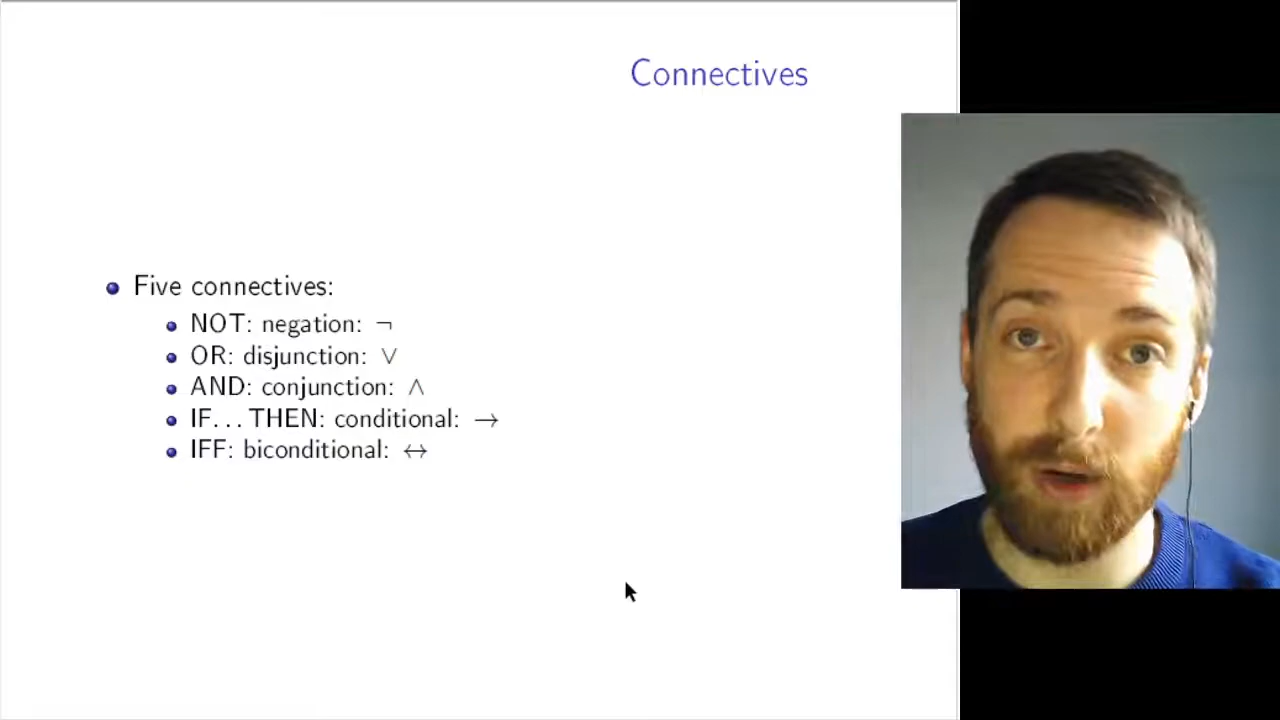 Connectives
Five connectives:
NOT: negation: ¬
OR: disjunction: ∨
AND: conjunction: ∧
IF...THEN: conditional: →
IFF: biconditional: ↔